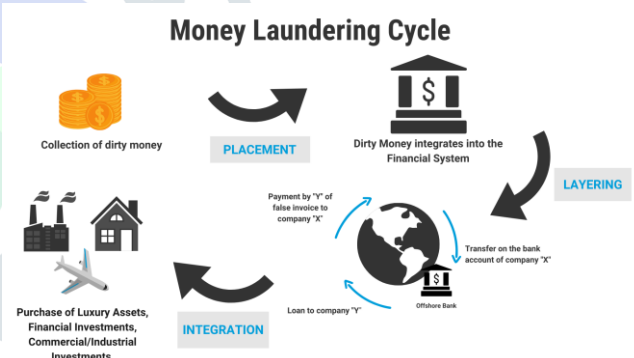 Money Laundering Cycle
$
Collection of dirty money
PLACEMENT
$
Dirty Money integrates into the
Financial System
LAYERING
Payment by "Y" of
false invoice to
company "X"
Transfer on the bank
account of company "X"
$
Offshore Bank
Loan to company "Y"
INTEGRATION
Purchase of Luxury Assets,
Financial Investments,
Commercial/Industrial
Investments